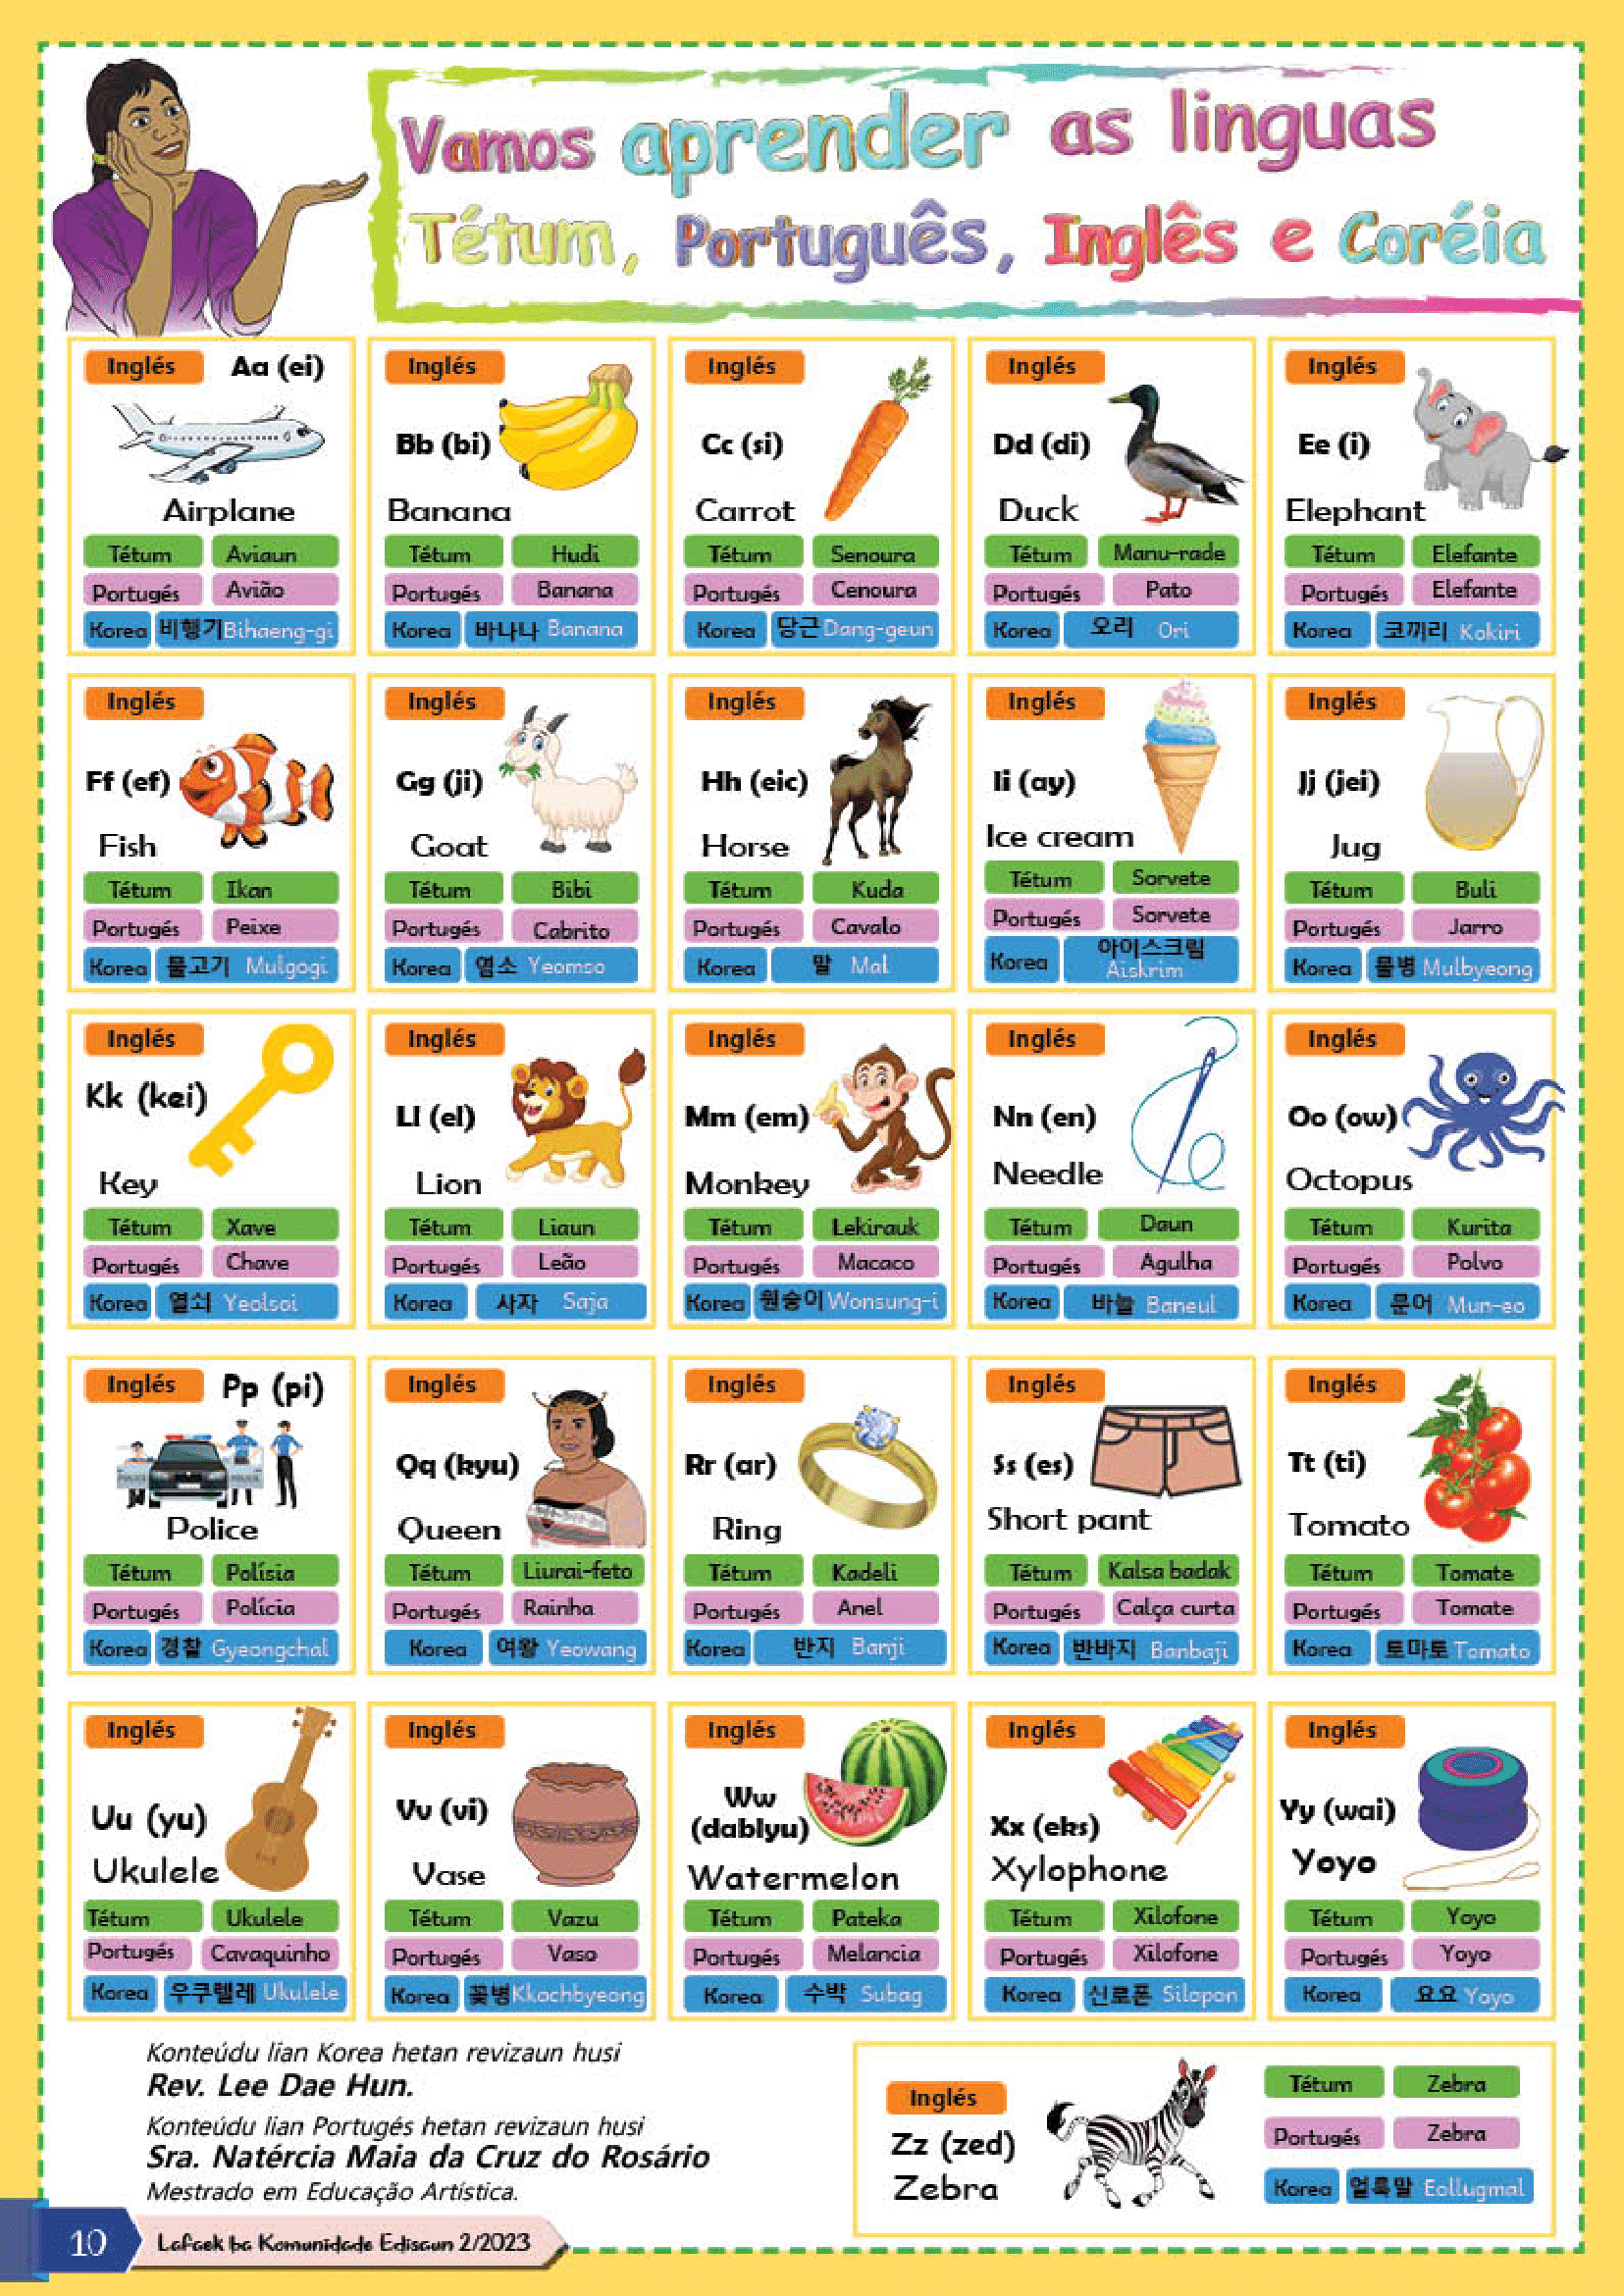 Vamos aprender as linguas
Tétum, Português, Inglês e Coréia
Inglés Aa (ei)
Airplane
Tétum Aviaun
Portugés Avião
Korea 비행기 Bihaeng-gi
Inglés
Bb (bi)
Banana
Tétum Hudi
Portugés Banana
Korea 바나나 Banana
Inglés
Cc (si)
Carrot
Tétum Senoura
Portugés Cenoura
Korea 당근 Dang-geun
Inglés
Dd (di)
Duck
Tétum Manu-rade
Portugés Pato
Korea 오리 Ori
Inglés
Ee (i)
Elephant
Tétum Elefante
Portugés Elefante
Korea 코끼리 Kokiri
Inglés
Ff (ef)
Fish
Tétum Ikan
Portugés Peixe
Korea 물고기 Mulgogi
Inglés
Gg (ji)
Goat
Tétum Bibi
Portugés Cabrito
Korea 염소 Yeomso
Inglés
Hh (eic)
Horse
Tétum Kuda
Portugés Cavalo
Korea 말 Mal
Inglés
Ii (ay)
Ice cream
Tétum Sorvete
Portugés Sorvete
Korea 아이스크림
Aiskrim
Inglés
Jj (jei)
Jug
Tétum Buli
Portugés Jarro
Korea 물병 Mulbyeong
Inglés
Kk (kei)
Key
Tétum Xave
Portugés Chave
Korea 열쇠 Yeolsoi
Inglés
Ll (el)
Lion
Tétum Liaun
Portugés Leão
Korea 사자 Saja
Inglés
Mm (em)
Monkey
Tétum Lekirauk
Portugés Macaco
Korea 원숭이 Wonsung-i
Inglés
Nn (en)
Needle
Tétum Daun
Portugés Agulha
Korea 바늘 Baneul
Inglés
Oo (ow)
Octopus
Tétum Kurita
Portugés Polvo
Korea 문어 Mun-eo
Inglés Pp (pi)
POLICE POLICE
Police
Tétum Polísia
Portugés Polícia
Korea 경찰 Gyeongchal
Inglés
Qq (kyu)
Queen
Tétum Liurai-feto
Portugés Rainha
Korea 여왕 Yeowang
Inglés
Rr (ar)
Ring
Tétum Kadeli
Portugés Anel
Korea 반지 Banji
Inglés
Ss (es)
Short pant
Tétum Kalsa badak
Portugés Calça curta
Korea 반바지 Banbaji
Inglés
Tt (ti)
Tomato
Tétum Tomate
Portugés Tomate
Korea 토마토 Tomato
Inglés
Uu (yu)
Ukulele
Tétum Ukulele
Portugés Cavaquinho
Korea 우쿠렐레 Ukulele
Inglés
Vv (vi)
Vase
Tétum Vazu
Portugés Vaso
Korea 꽃병 Kkochbyeong
Inglés
Ww
(dablyu)
Watermelon
Tétum Pateka
Portugés Melancia
Korea 수박 Subag
Inglés
Xx (eks)
Xylophone
Tétum Xilofone
Portugés Xilofone
Korea 신로폰 Silopon
Inglés
Yy (wai)
Yoyo
Tétum Yoyo
Portugés Yoyo
Korea 요요 Yoyo
Konteúdu lian Korea hetan revizaun husi
Rev. Lee Dae Hun.
Konteúdu lian Portugés hetan revizaun husi
Sra. Natércia Maia da Cruz do Rosário
Mestrado em Educação Artística.
Inglés
Zz (zed)
Zebra
Tétum Zebra
Portugés Zebra
Korea 얼룩말 Eollugmal
10 Lafaek ba Komunidade Edisaun 2/2023